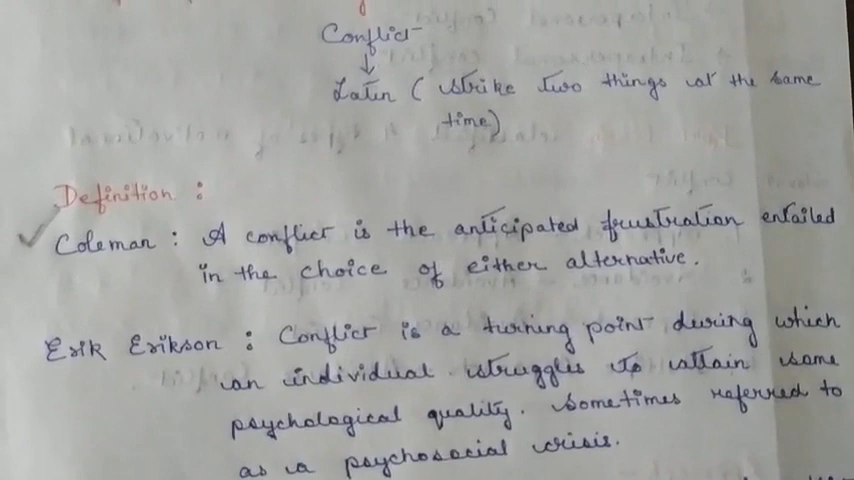 Conflict
↓
Latin ( strike two things at the same
time)
Definition :
Coleman : A conflict is the anticipated frustration entailed
in the choice of either alternative.
Erik Erikson : Conflict is a turning point during which
an individual struggles to attain some
psychological quality. Sometimes referred to
as a psychosocial crisis.